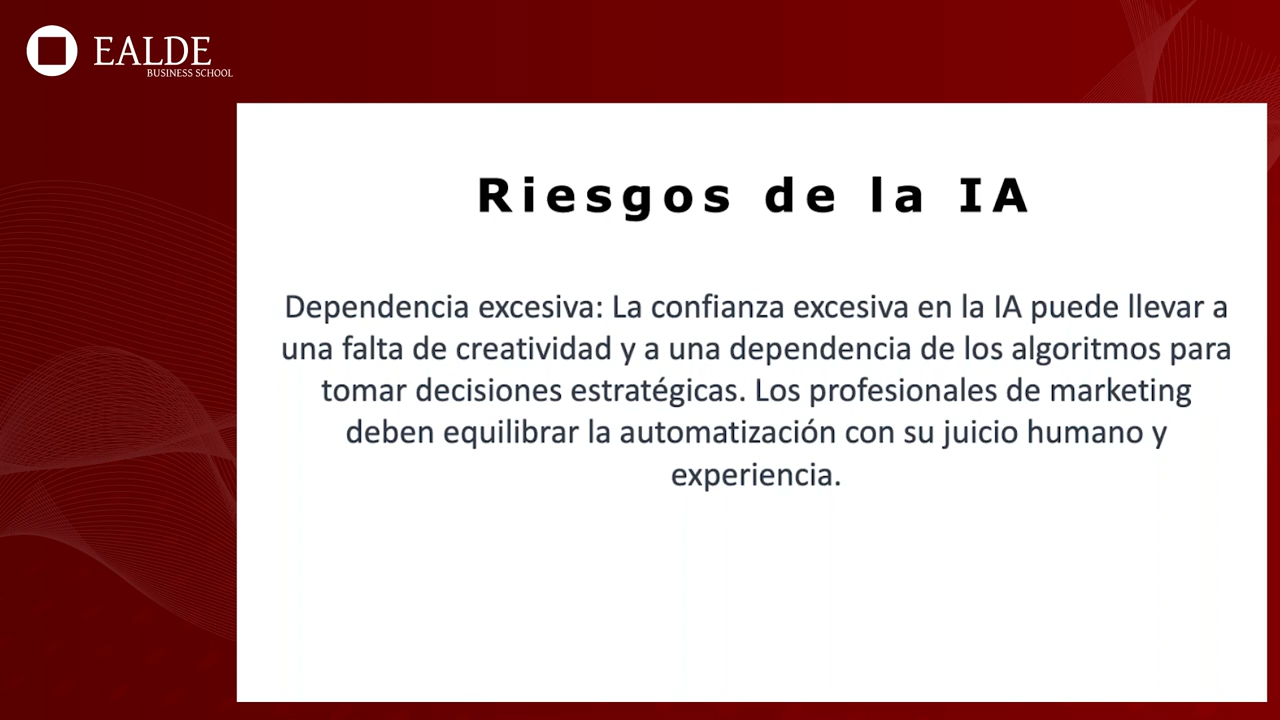 EALDE
BUSINESS SCHOOL
Riesgos de la IA
Dependencia excesiva: La confianza excesiva en la IA puede llevar a
una falta de creatividad y a una dependencia de los algoritmos para
tomar decisiones estratégicas. Los profesionales de marketing
deben equilibrar la automatización con su juicio humano y
experiencia.